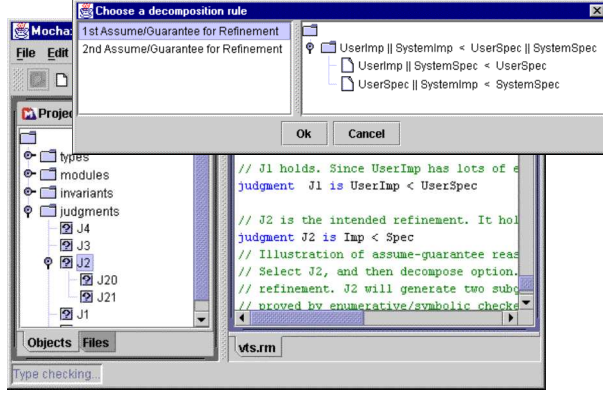 Choose a decomposition rule
1st Assume/Guarantee for Refinement
2nd Assume/Guarantee for Refinement
UserImp || SystemImp < UserSpec || SystemSpec
UserImp || SystemSpec < UserSpec
UserSpec || SystemImp < SystemSpec
Ok
Cancel
Mocha:
File Edit
Projec
types
modules
invariants
judgments
J4
J3
J2
J20
J21
J1
Objects
Files
// J1 holds. Since UserImp has lots of e
judgment J1 is UserImp < UserSpec
// J2 is the intended refinement. It hol
judgment J2 is Imp < Spec
// Illustration of assume-guarantee reas
// Select J2, and then decompose option.
// refinement. J2 will generate two subg
// proved by enumerative/symbolic checke
vts.rm
Type checking...